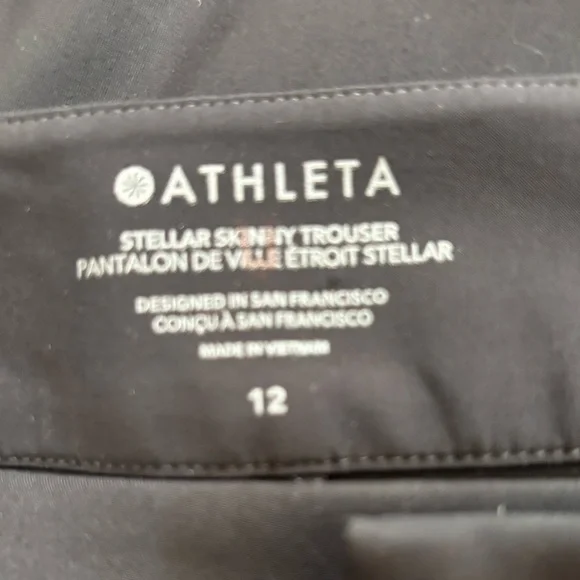 ATHLETA
STELLAR SKINNY TROUSER
PANTALON DE VILLE ÉTROIT STELLAR
DESIGNED IN SAN FRANCISCO
CONÇU À SAN FRANCISCO
MADE IN VIETNAM
12